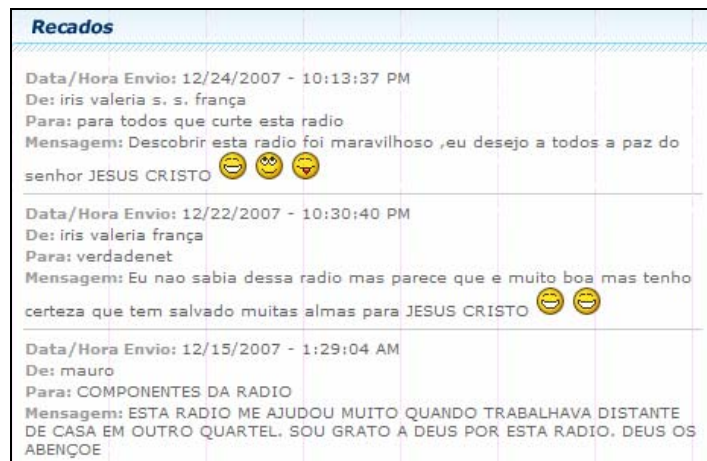 Recados
Data/Hora Envio: 12/24/2007 - 10:13:37 PM
De: iris valeria s. s. frança
Para: para todos que curte esta radio
Mensagem: Descobrir esta radio foi maravilhoso ,eu desejo a todos a paz do
senhor JESUS CRISTO
Data/Hora Envio: 12/22/2007 - 10:30:40 PM
De: iris valeria frança
Para: verdadenet
Mensagem: Eu nao sabia dessa radio mas parece que e muito boa mas tenho
certeza que tem salvado muitas almas para JESUS CRISTO
Data/Hora Envio: 12/15/2007 - 1:29:04 AM
De: mauro
Para: COMPONENTES DA RADIO
Mensagem: ESTA RADIO ME AJUDOU MUITO QUANDO TRABALHAVA DISTANTE
DE CASA EM OUTRO QUARTEL. SOU GRATO A DEUS POR ESTA RADIO. DEUS OS
ABENÇOE